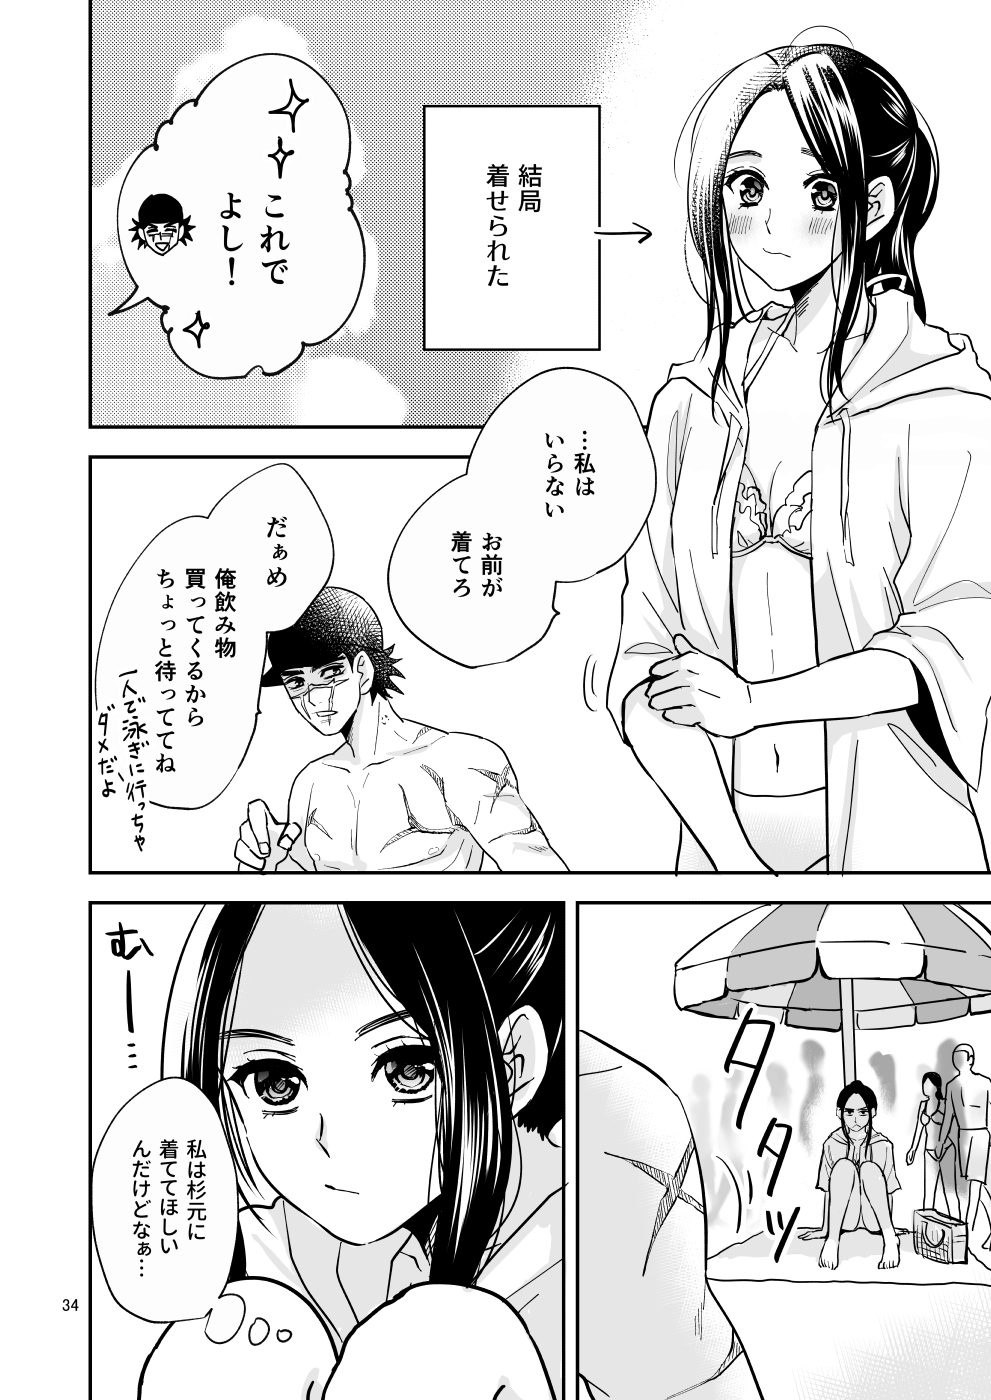 結局
着せられた
これで
よし！
…私は
いらない
お前が
着てろ
だぁめ
俺飲み物
買ってくるから
ちょっと待っててね
一人で泳ぎに行っちゃ
ダメだよ
タタタッ
むぅー…
私は杉元に
着ててほしい
んだけどなぁ…
34